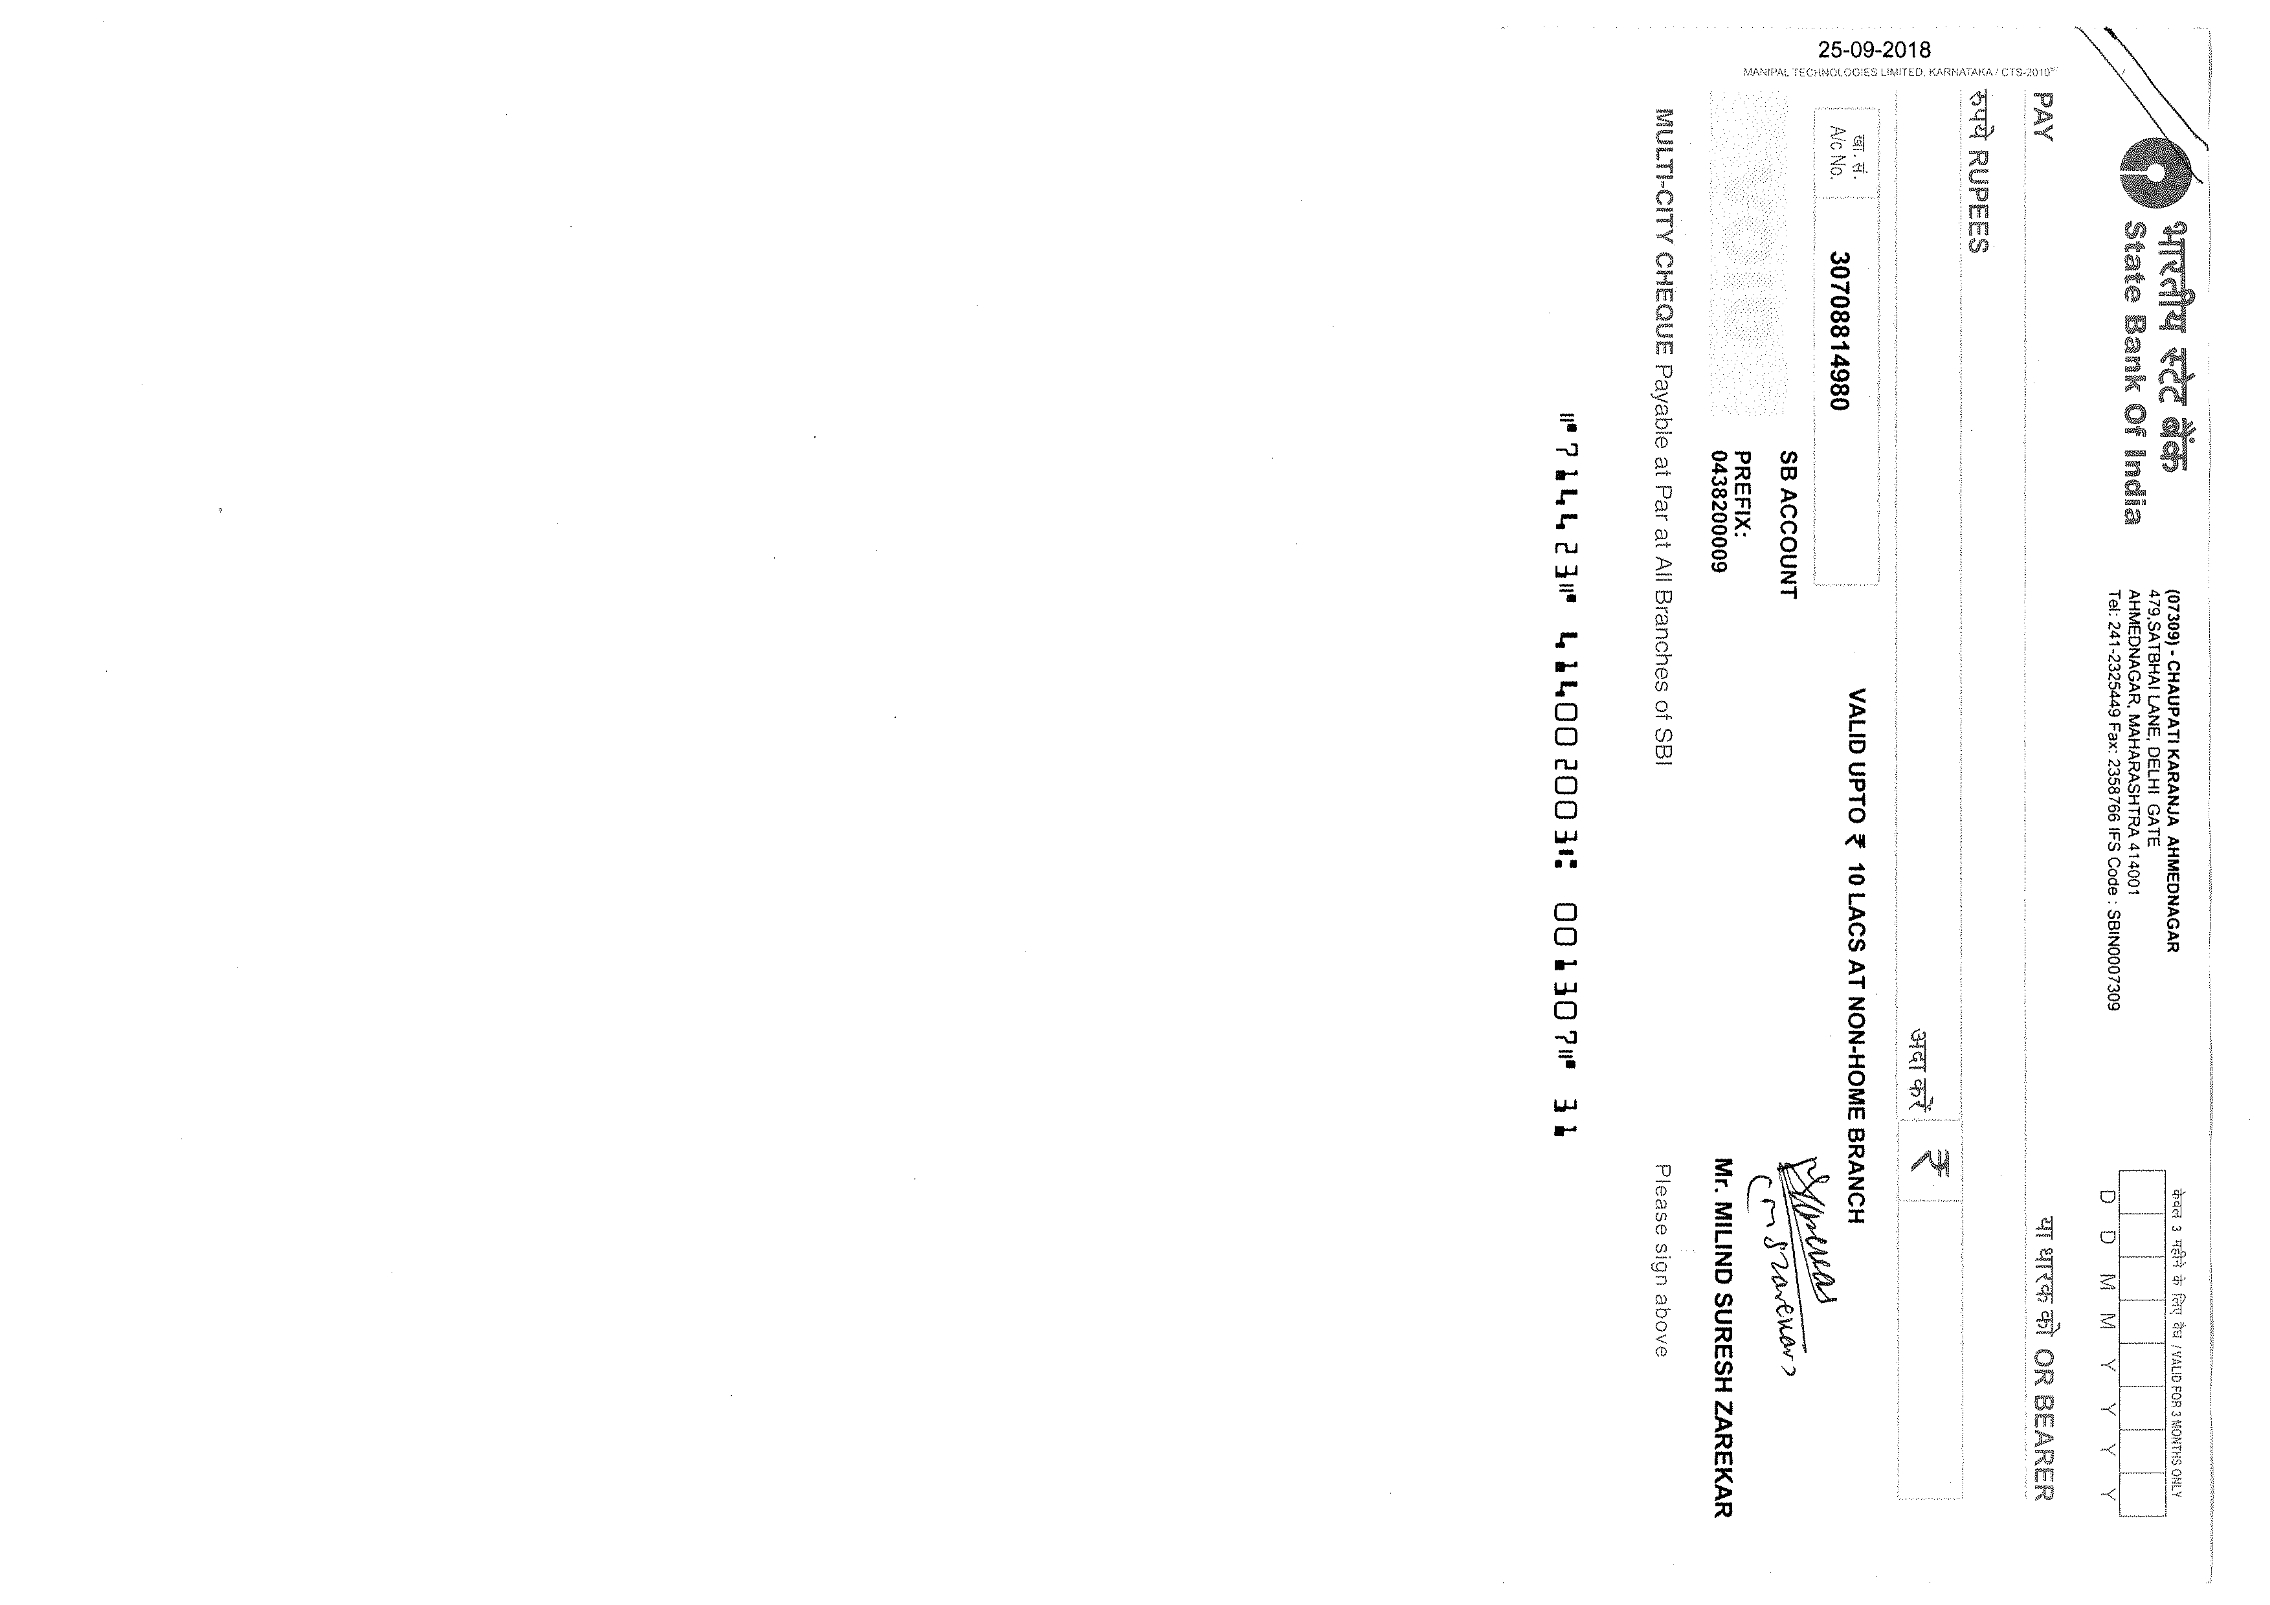 भारतीय स्टेट बैंक
State Bank Of India
(07309) - CHAUPATI KARANJA AHMEDNAGAR
479,SATBHAI LANE, DELHI GATE
AHMEDNAGAR, MAHARASHTRA 414001
Tel: 241-2325449 Fax: 2358766 IFS Code : SBIN0007309
केवल 3 महीने के लिए वैध / VALID FOR 3 MONTHS ONLY
D D M M Y Y Y Y
PAY
या धारक को OR BEARER
रुपये RUPEES
अदा करें ₹
खा. सं.
A/c No.
30708814980
VALID UPTO ₹ 10 LACS AT NON-HOME BRANCH
SB ACCOUNT
PREFIX:
0438200009
Mr. MILIND SURESH ZAREKAR
MULTI-CITY CHEQUE Payable at Par at All Branches of SBI
Please sign above
⑈714423⑈ 414002003⑆ 001307⑈ 31
25-09-2018
MANIPAL TECHNOLOGIES LIMITED, KARNATAKA / CTS-2010